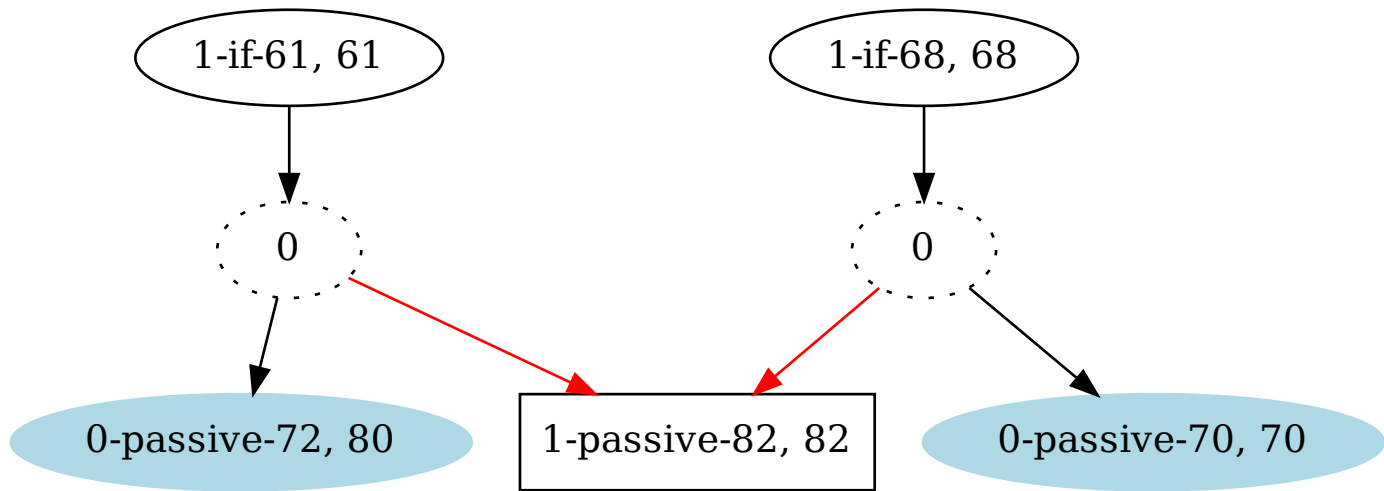 1-if-61, 61
1-if-68, 68
0
0
0-passive-72, 80
1-passive-82, 82
0-passive-70, 70